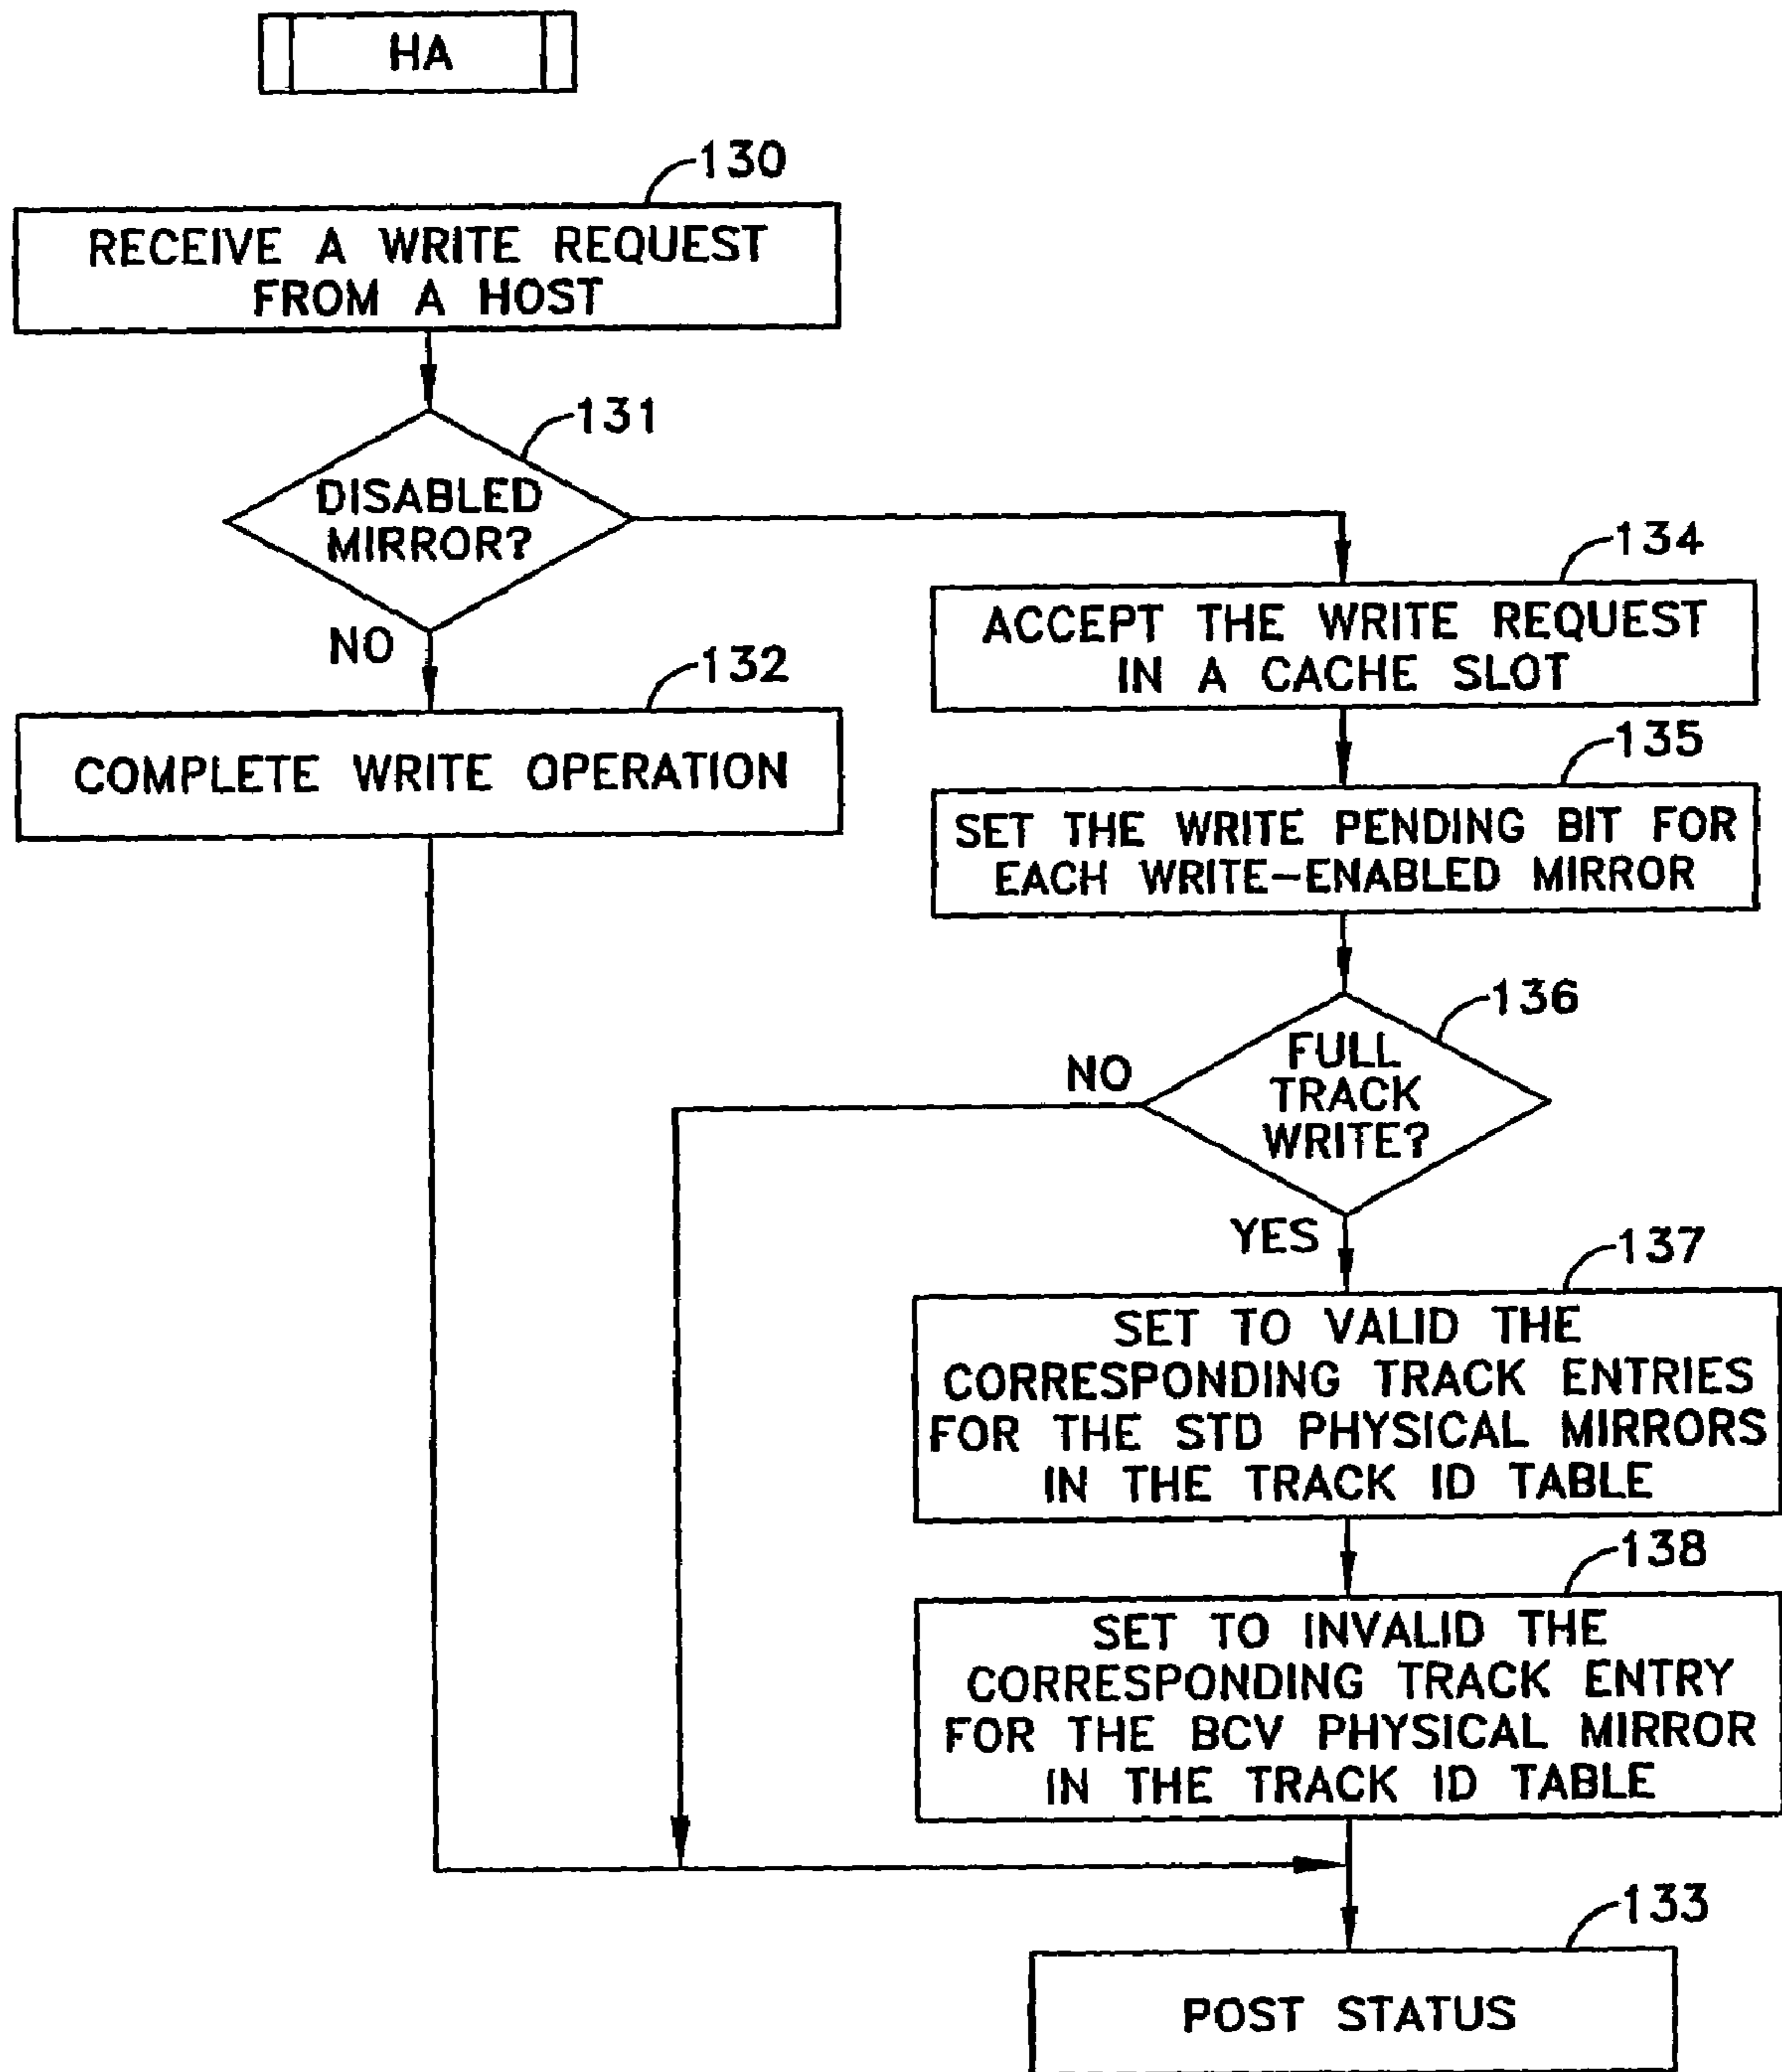 HA
130
RECEIVE A WRITE REQUEST
FROM A HOST
131
DISABLED
MIRROR?
NO
132
COMPLETE WRITE OPERATION
134
ACCEPT THE WRITE REQUEST
IN A CACHE SLOT
135
SET THE WRITE PENDING BIT FOR
EACH WRITE-ENABLED MIRROR
136
FULL
TRACK
WRITE?
NO
YES
137
SET TO VALID THE
CORRESPONDING TRACK ENTRIES
FOR THE STD PHYSICAL MIRRORS
IN THE TRACK ID TABLE
138
SET TO INVALID THE
CORRESPONDING TRACK ENTRY
FOR THE BCV PHYSICAL MIRROR
IN THE TRACK ID TABLE
133
POST STATUS